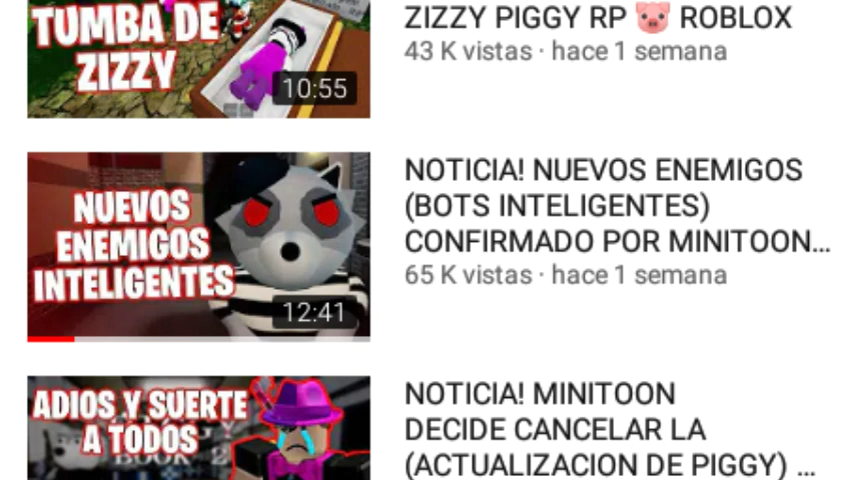 TUMBA DE
ZIZZY
10:55
ZIZZY PIGGY RP 🐷 ROBLOX
43 K vistas · hace 1 semana
NUEVOS
ENEMIGOS
INTELIGENTES
12:41
NOTICIA! NUEVOS ENEMIGOS
(BOTS INTELIGENTES)
CONFIRMADO POR MINITOON...
65 K vistas · hace 1 semana
ADIOS Y SUERTE
A TODOS
BOOK 2
NOTICIA! MINITOON
DECIDE CANCELAR LA
(ACTUALIZACION DE PIGGY) ...